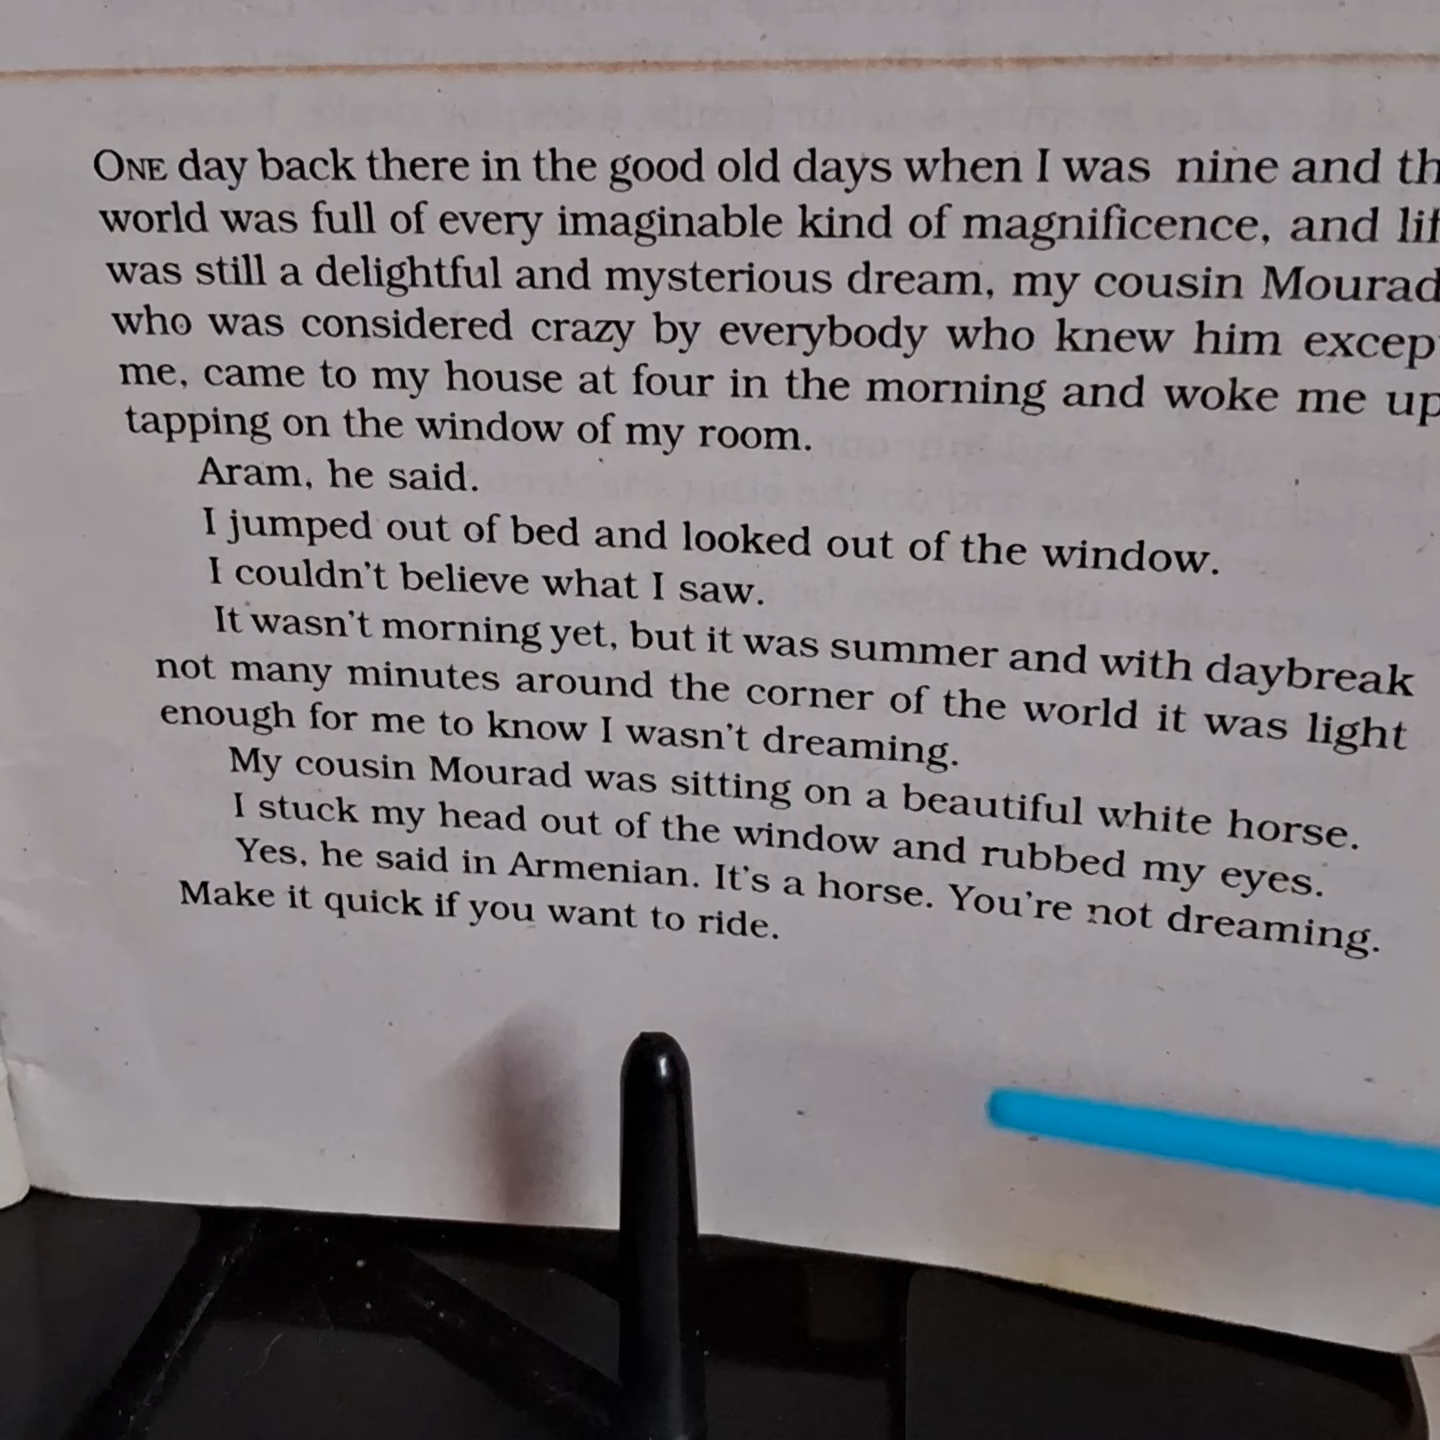 ONE day back there in the good old days when I was nine and th
world was full of every imaginable kind of magnificence, and lif
was still a delightful and mysterious dream, my cousin Mourad
who was considered crazy by everybody who knew him excep
me, came to my house at four in the morning and woke me up
tapping on the window of my room.
Aram, he said.
I jumped out of bed and looked out of the window.
I couldn't believe what I saw.
It wasn't morning yet, but it was summer and with daybreak
not many minutes around the corner of the world it was light
enough for me to know I wasn't dreaming.
My cousin Mourad was sitting on a beautiful white horse.
I stuck my head out of the window and rubbed my eyes.
Yes, he said in Armenian. It's a horse. You're not dreaming.
Make it quick if you want to ride.